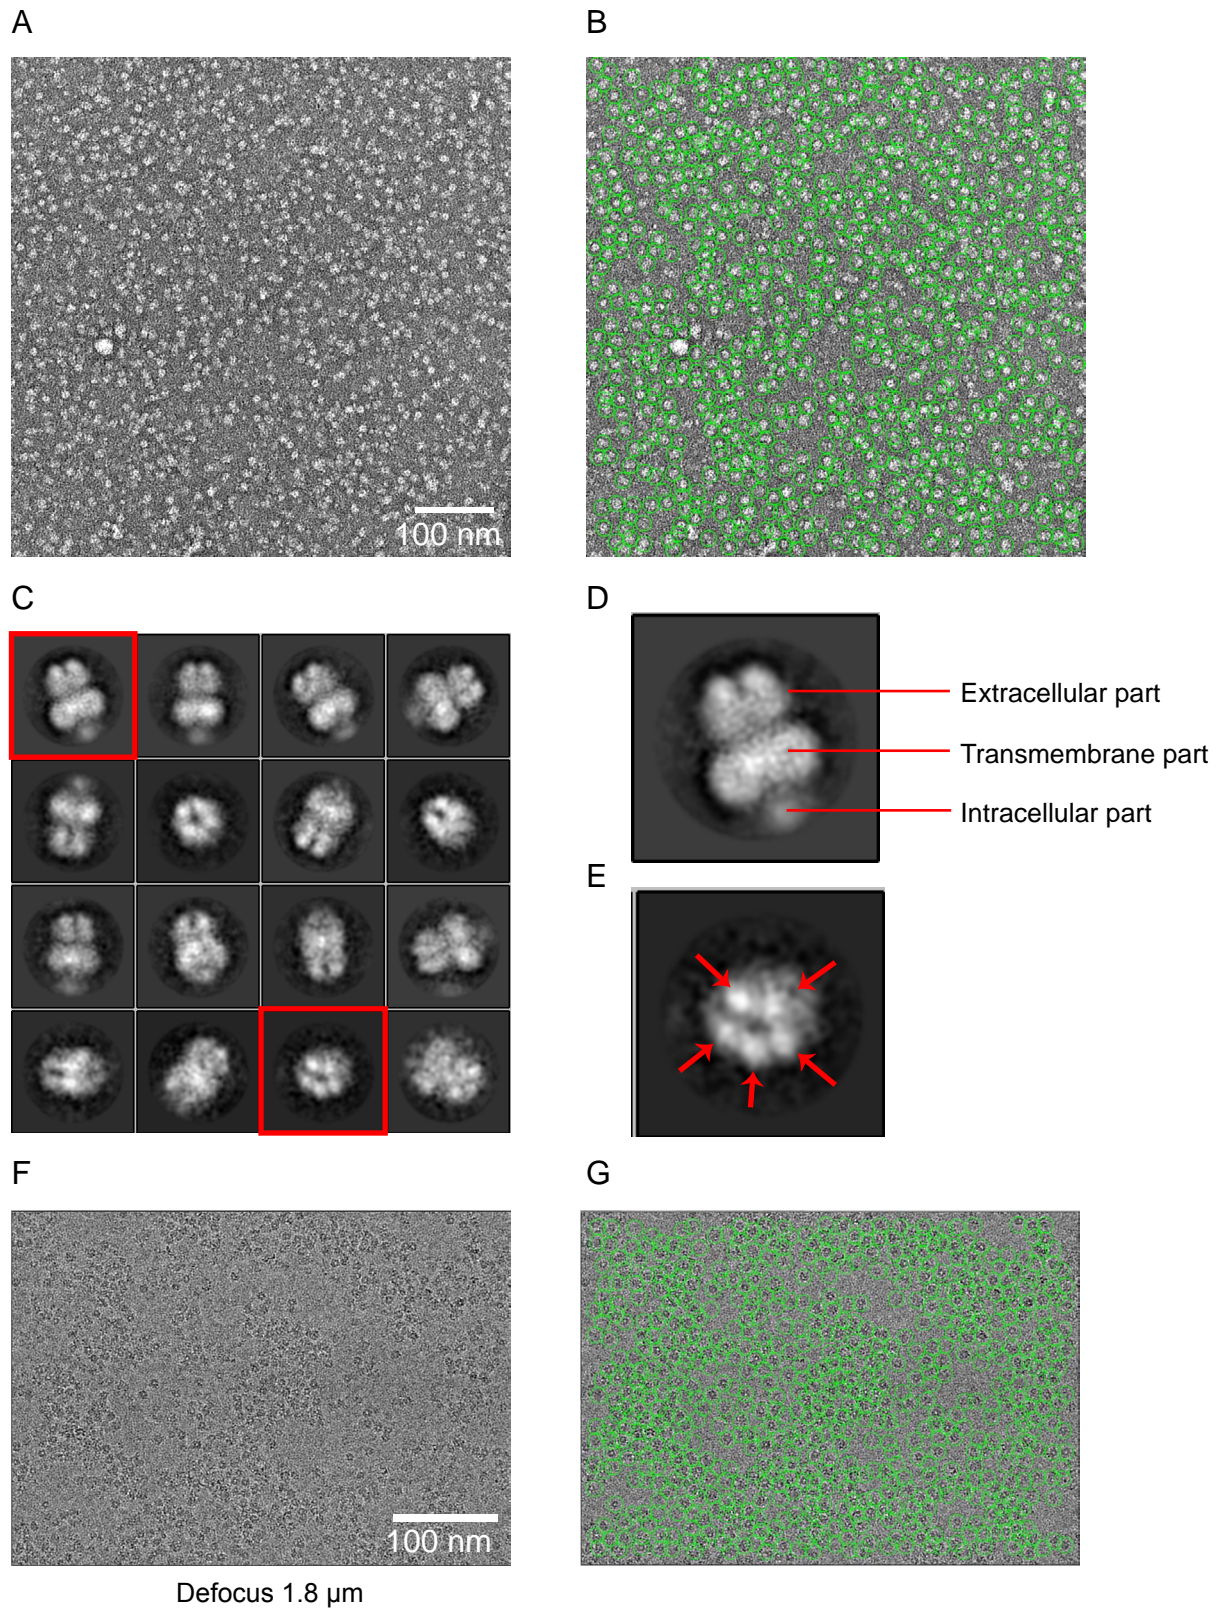 A
B
100 nm
C
D
Extracellular part
Transmembrane part
Intracellular part
E
F
G
100 nm
Defocus 1.8 µm